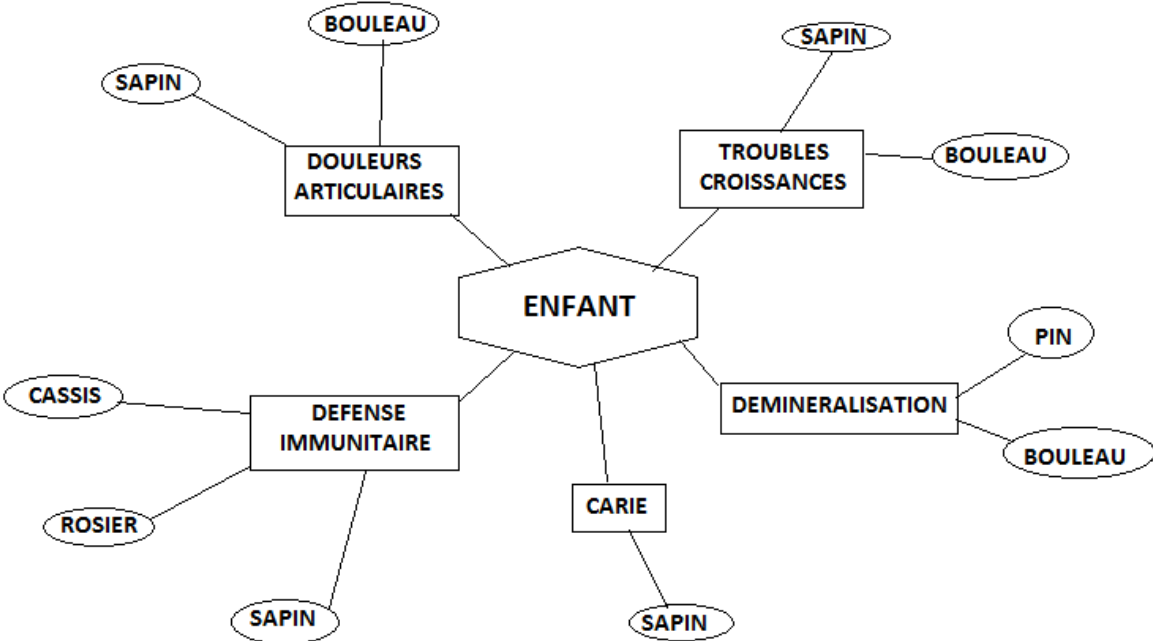 BOULEAU
SAPIN
SAPIN
DOULEURS
ARTICULAIRES
TROUBLES
CROISSANCES
BOULEAU
ENFANT
PIN
CASSIS
DEFENSE
IMMUNITAIRE
DEMINERALISATION
BOULEAU
ROSIER
CARIE
SAPIN
SAPIN